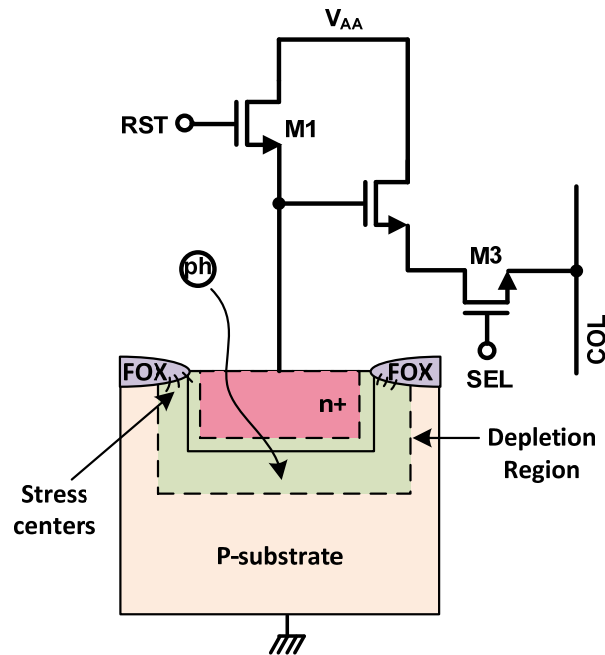 VAA
RST
M1
M3
ph
COL
SEL
FOX
FOX
n+
Depletion
Region
Stress
centers
P-substrate